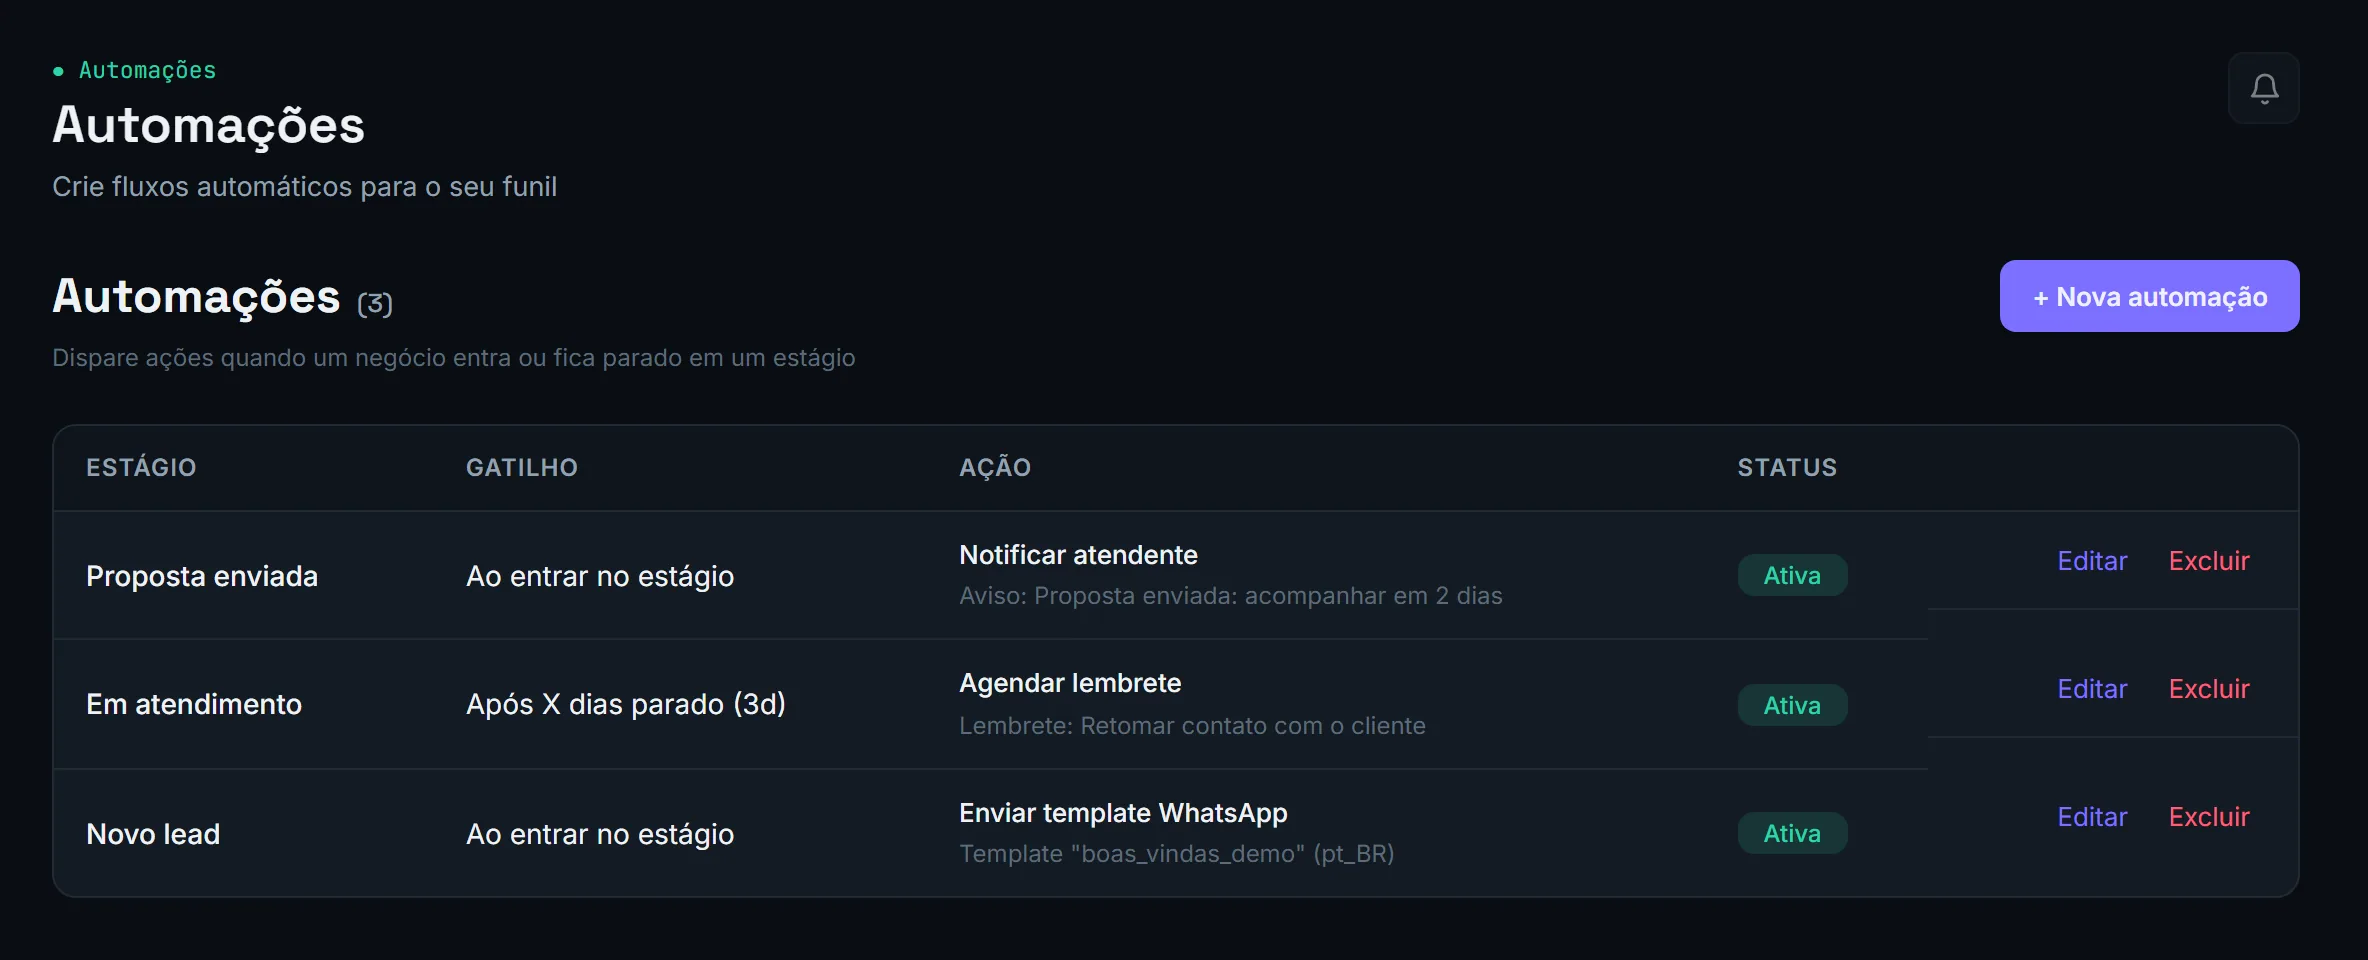 Automações
Automações
Crie fluxos automáticos para o seu funil
Automações (3)
+ Nova automação
Dispare ações quando um negócio entra ou fica parado em um estágio
ESTÁGIO GATILHO AÇÃO STATUS
Proposta enviada Ao entrar no estágio Notificar atendente Ativa Editar Excluir
Aviso: Proposta enviada: acompanhar em 2 dias
Em atendimento Após X dias parado (3d) Agendar lembrete Ativa Editar Excluir
Lembrete: Retomar contato com o cliente
Novo lead Ao entrar no estágio Enviar template WhatsApp Ativa Editar Excluir
Template "boas_vindas_demo" (pt_BR)